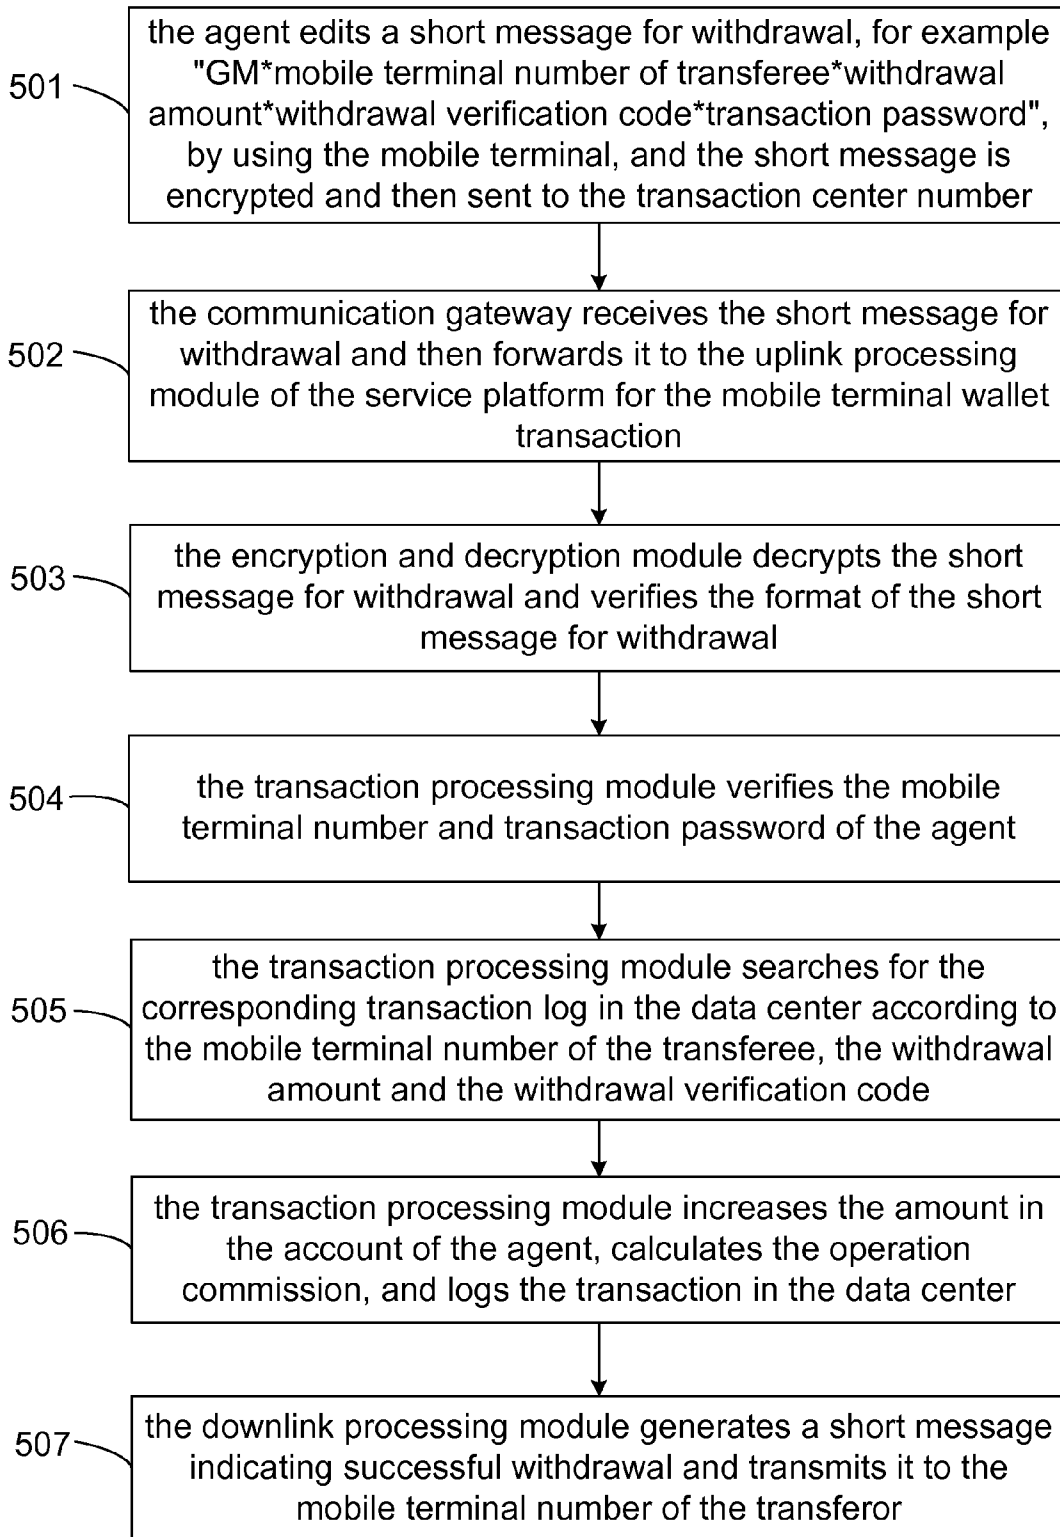 the agent edits a short message for withdrawal, for example
"GM*mobile terminal number of transferee*withdrawal
501
amount*withdrawal verification code*transaction password",
by using the mobile terminal, and the short message is
encrypted and then sent to the transaction center number
the communication gateway receives the short message for
502
withdrawal and then forwards it to the uplink processing
module of the service platform for the mobile terminal wallet
transaction
503
the encryption and decryption module decrypts the short
message for withdrawal and verifies the format of the short
message for withdrawal
504
the transaction processing module verifies the mobile
terminal number and transaction password of the agent
the transaction processing module searches for the
505
corresponding transaction log in the data center according to
the mobile terminal number of the transferee, the withdrawal
amount and the withdrawal verification code
the transaction processing module increases the amount in
506
the account of the agent, calculates the operation
commission, and logs the transaction in the data center
the downlink processing module generates a short message
507
indicating successful withdrawal and transmits it to the
mobile terminal number of the transferor